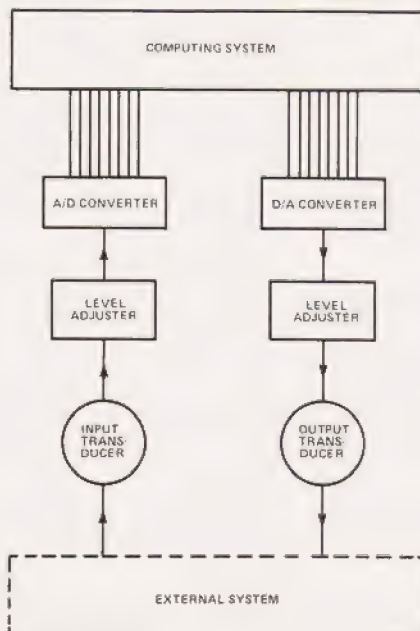 COMPUTING SYSTEM
A/D CONVERTER
D/A CONVERTER
LEVEL
ADJUSTER
LEVEL
ADJUSTER
INPUT
TRANS-
DUCER
OUTPUT
TRANS-
DUCER
EXTERNAL SYSTEM